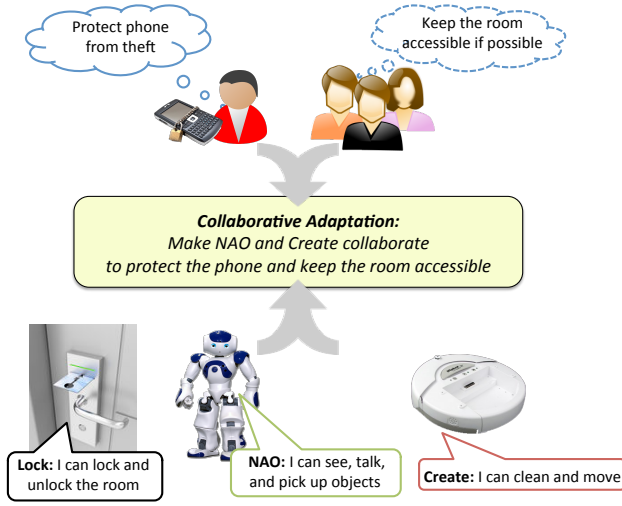 Protect phone
from theft
Keep the room
accessible if possible
Collaborative Adaptation:
Make NAO and Create collaborate
to protect the phone and keep the room accessible
Lock: I can lock and
unlock the room
NAO: I can see, talk,
and pick up objects
Create: I can clean and move